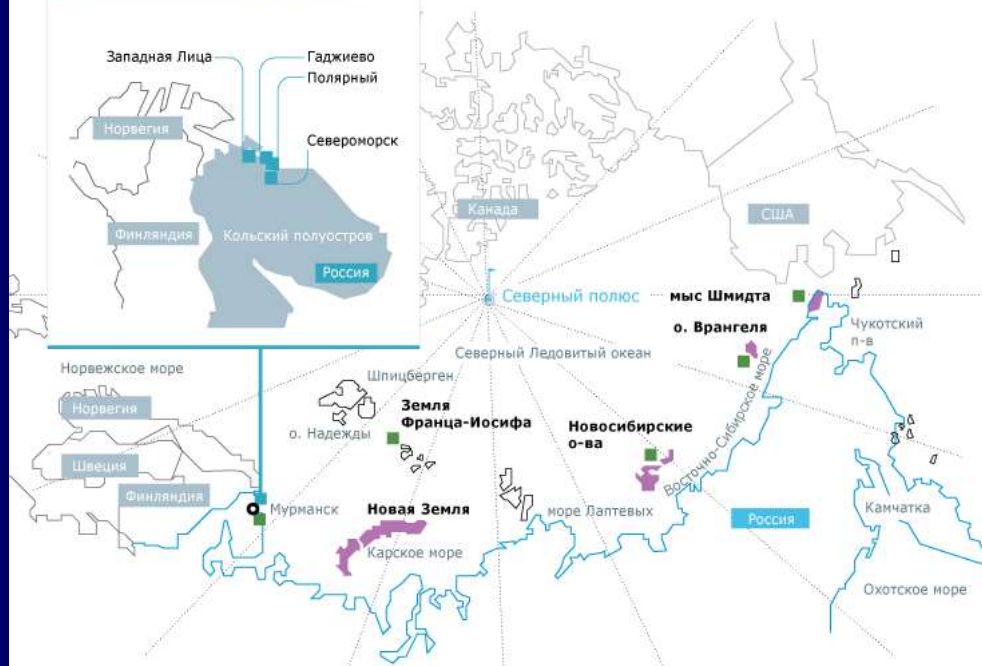 Западная Лица
Гаджиево
Полярный
Норвегия
Североморск
Финляндия
Кольский полуостров
Россия
Канада
США
Северный полюс
мыс Шмидта
о. Врангеля
Чукотский
п-в
Норвежское море
Северный Ледовитый океан
Шпицберген
Норвегия
Земля
Франца-Иосифа
о. Надежды
Новосибирские
о-ва
Восточно-Сибирское море
Швеция
Финляндия
Мурманск
Новая Земля
море Лаптевых
Россия
Камчатка
Карское море
Охотское море